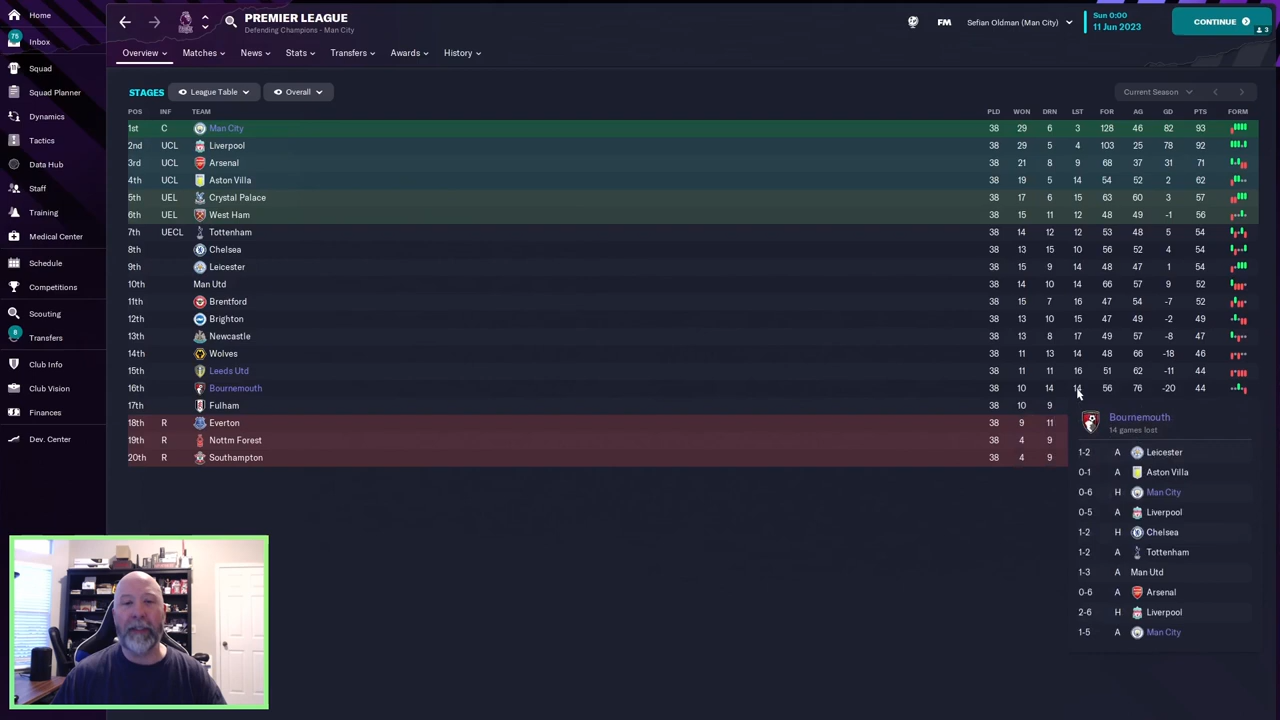 Home
PREMIER LEAGUE
Defending Champions - Man City
FM
Sefian Oldman (Man City)
Sun 0:00
11 Jun 2023
CONTINUE
3
75
Inbox
Overview Matches News Stats Transfers Awards History
Squad
Squad Planner
Dynamics
Tactics
Data Hub
Staff
Training
Medical Center
Schedule
Competitions
Scouting
8
Transfers
Club Info
Club Vision
Finances
Dev. Center
STAGES League Table Overall Current Season
POS INF TEAM PLD WON DRN LST FOR AG GD PTS FORM
1st C Man City 38 29 6 3 128 46 82 93
2nd UCL Liverpool 38 29 5 4 103 25 78 92
3rd UCL Arsenal 38 21 8 9 68 37 31 71
4th UCL Aston Villa 38 19 5 14 54 52 2 62
5th UEL Crystal Palace 38 17 6 15 63 60 3 57
6th UEL West Ham 38 15 11 12 48 49 -1 56
7th UECL Tottenham 38 14 12 12 53 48 5 54
8th Chelsea 38 13 15 10 56 52 4 54
9th Leicester 38 15 9 14 48 47 1 54
10th Man Utd 38 14 10 14 66 57 9 52
11th Brentford 38 15 7 16 47 54 -7 52
12th Brighton 38 13 10 15 47 49 -2 49
13th Newcastle 38 13 8 17 49 57 -8 47
14th Wolves 38 11 13 14 48 66 -18 46
15th Leeds Utd 38 11 11 16 51 62 -11 44
16th Bournemouth 38 10 14 14 56 76 -20 44
17th Fulham 38 10 9
18th R Everton 38 9 11
19th R Nottm Forest 38 4 9
20th R Southampton 38 4 9
Bournemouth
14 games lost
1-2 A Leicester
0-1 A Aston Villa
0-6 H Man City
0-5 A Liverpool
1-2 H Chelsea
1-2 A Tottenham
1-3 A Man Utd
0-6 A Arsenal
2-6 H Liverpool
1-5 A Man City